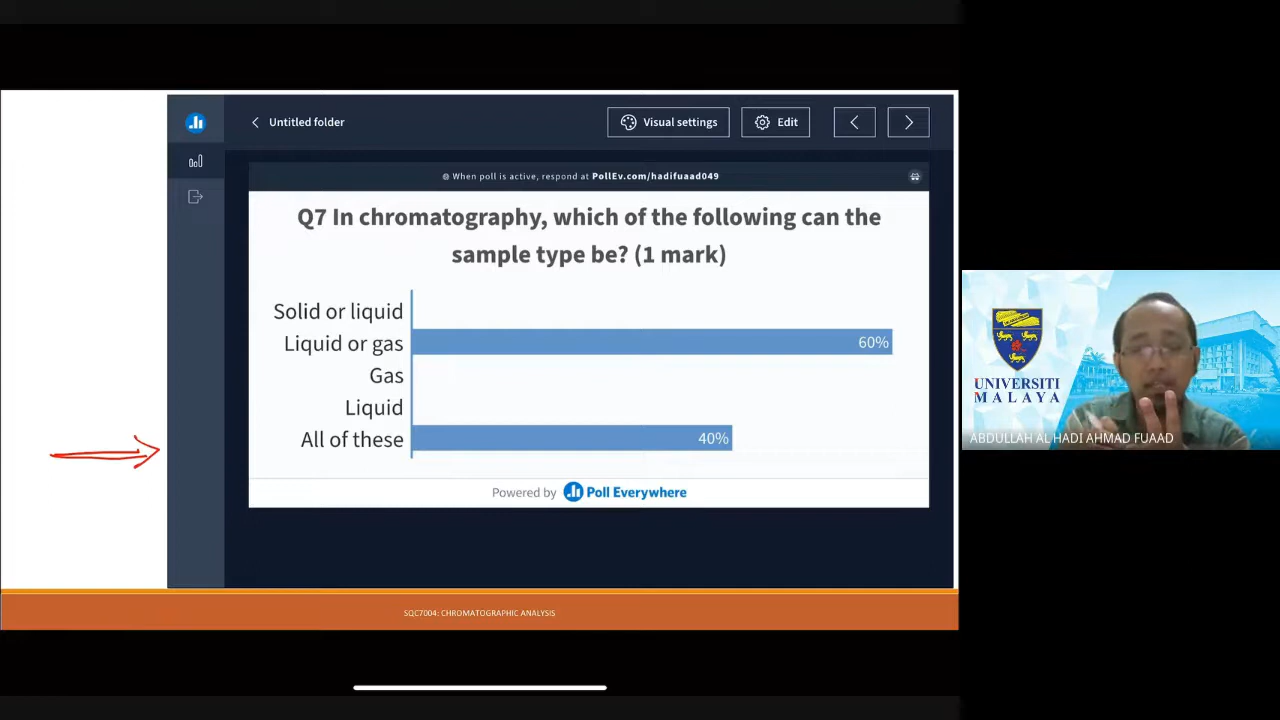 Untitled folder
Visual settings
Edit
When poll is active, respond at PollEv.com/hadifuaad049
Q7 In chromatography, which of the following can the
sample type be? (1 mark)
Solid or liquid
Liquid or gas
60%
Gas
Liquid
All of these
40%
Powered by Poll Everywhere
SQC7004: CHROMATOGRAPHIC ANALYSIS
UNIVERSITI
MALAYA
ABDULLAH AL HADI AHMAD FUAAD